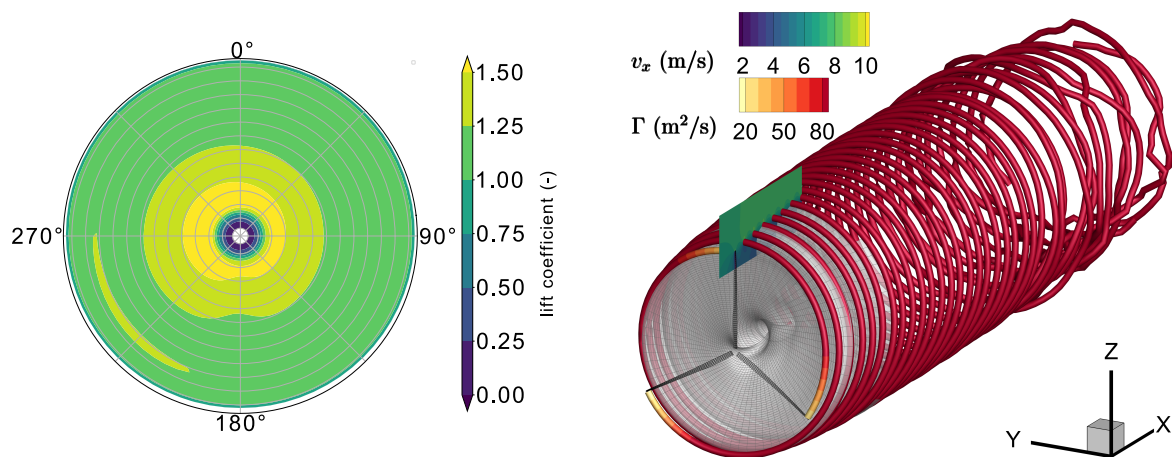 0°
90°
180°
270°
1.50
1.25
1.00
0.75
0.50
0.25
0.00
lift coefficient (-)
v_x (m/s)
2 4 6 8 10
Γ (m²/s)
20 50 80
Z
Y
X